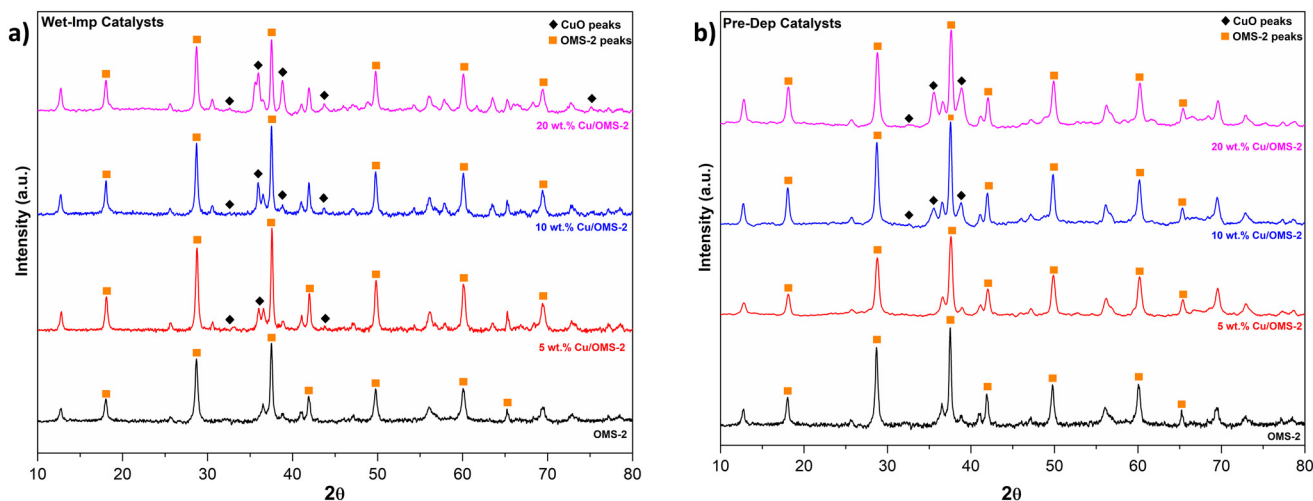 a)
Wet-Imp Catalysts
CuO peaks
OMS-2 peaks
20 wt.% Cu/OMS-2
10 wt.% Cu/OMS-2
5 wt.% Cu/OMS-2
OMS-2
Intensity (a.u.)
10 20 30 40 50 60 70 80
2θ
b)
Pre-Dep Catalysts
CuO peaks
OMS-2 peaks
20 wt.% Cu/OMS-2
10 wt.% Cu/OMS-2
5 wt.% Cu/OMS-2
OMS-2
Intensity (a.u.)
10 20 30 40 50 60 70 80
2θ